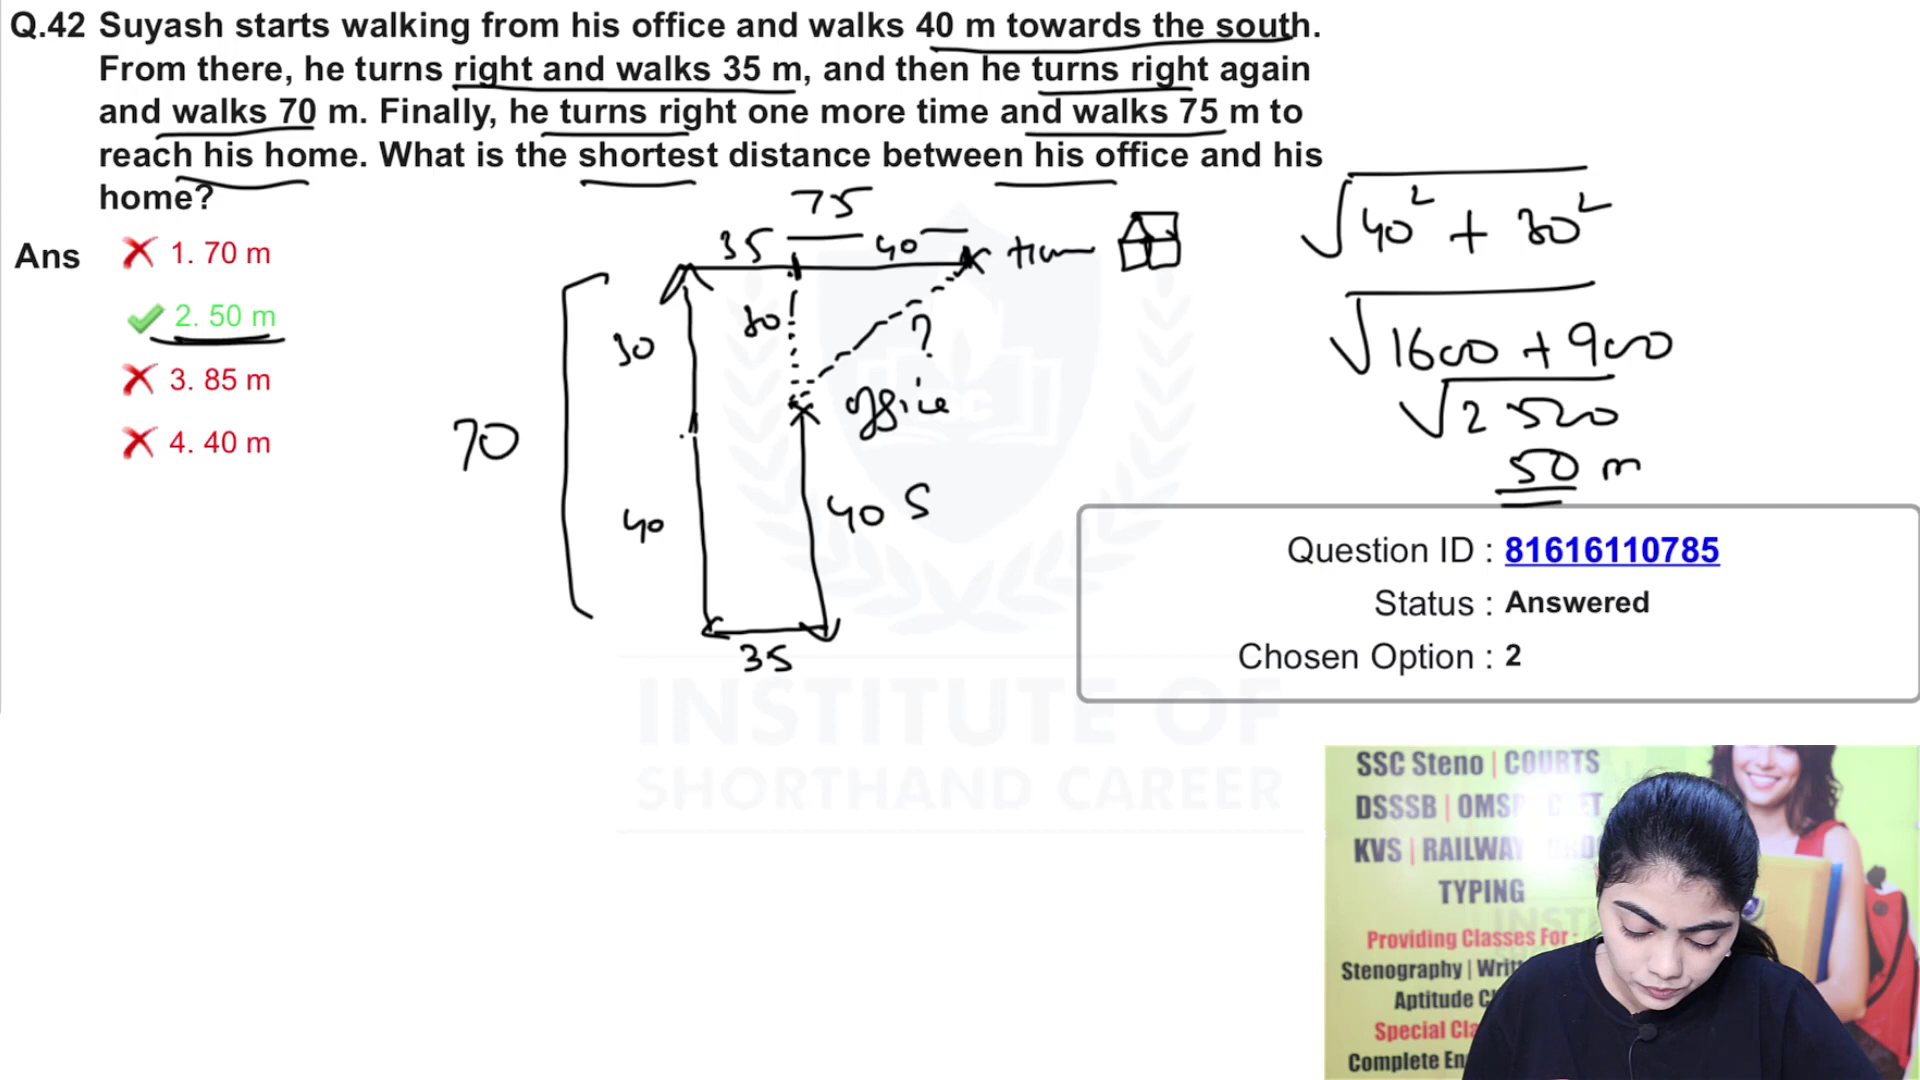 Q.42 Suyash starts walking from his office and walks 40 m towards the south.
From there, he turns right and walks 35 m, and then he turns right again
and walks 70 m. Finally, he turns right one more time and walks 75 m to
reach his home. What is the shortest distance between his office and his
home?
Ans
1. 70 m
2. 50 m
3. 85 m
4. 40 m
75
35
40
30
30
?
office
70
40
40 S
35
√40² + 30²
√1600 + 900
√2500
50 m
Question ID : 81616110785
Status : Answered
Chosen Option : 2
INSTITUTE OF
SHORTHAND CAREER
SSC Steno | COURTS
DSSSB |
KVS |
TYPING
Providing Classes For
Stenography |
Aptitude
Special
Complete